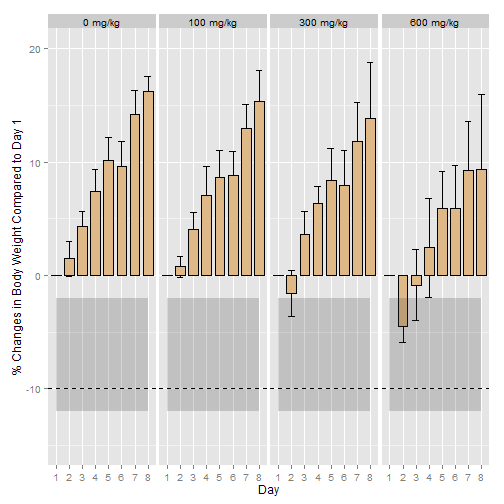 0 mg/kg 100 mg/kg 300 mg/kg 600 mg/kg
% Changes in Body Weight Compared to Day 1
20
10
0
-10
1 2 3 4 5 6 7 8 1 2 3 4 5 6 7 8 1 2 3 4 5 6 7 8 1 2 3 4 5 6 7 8
Day